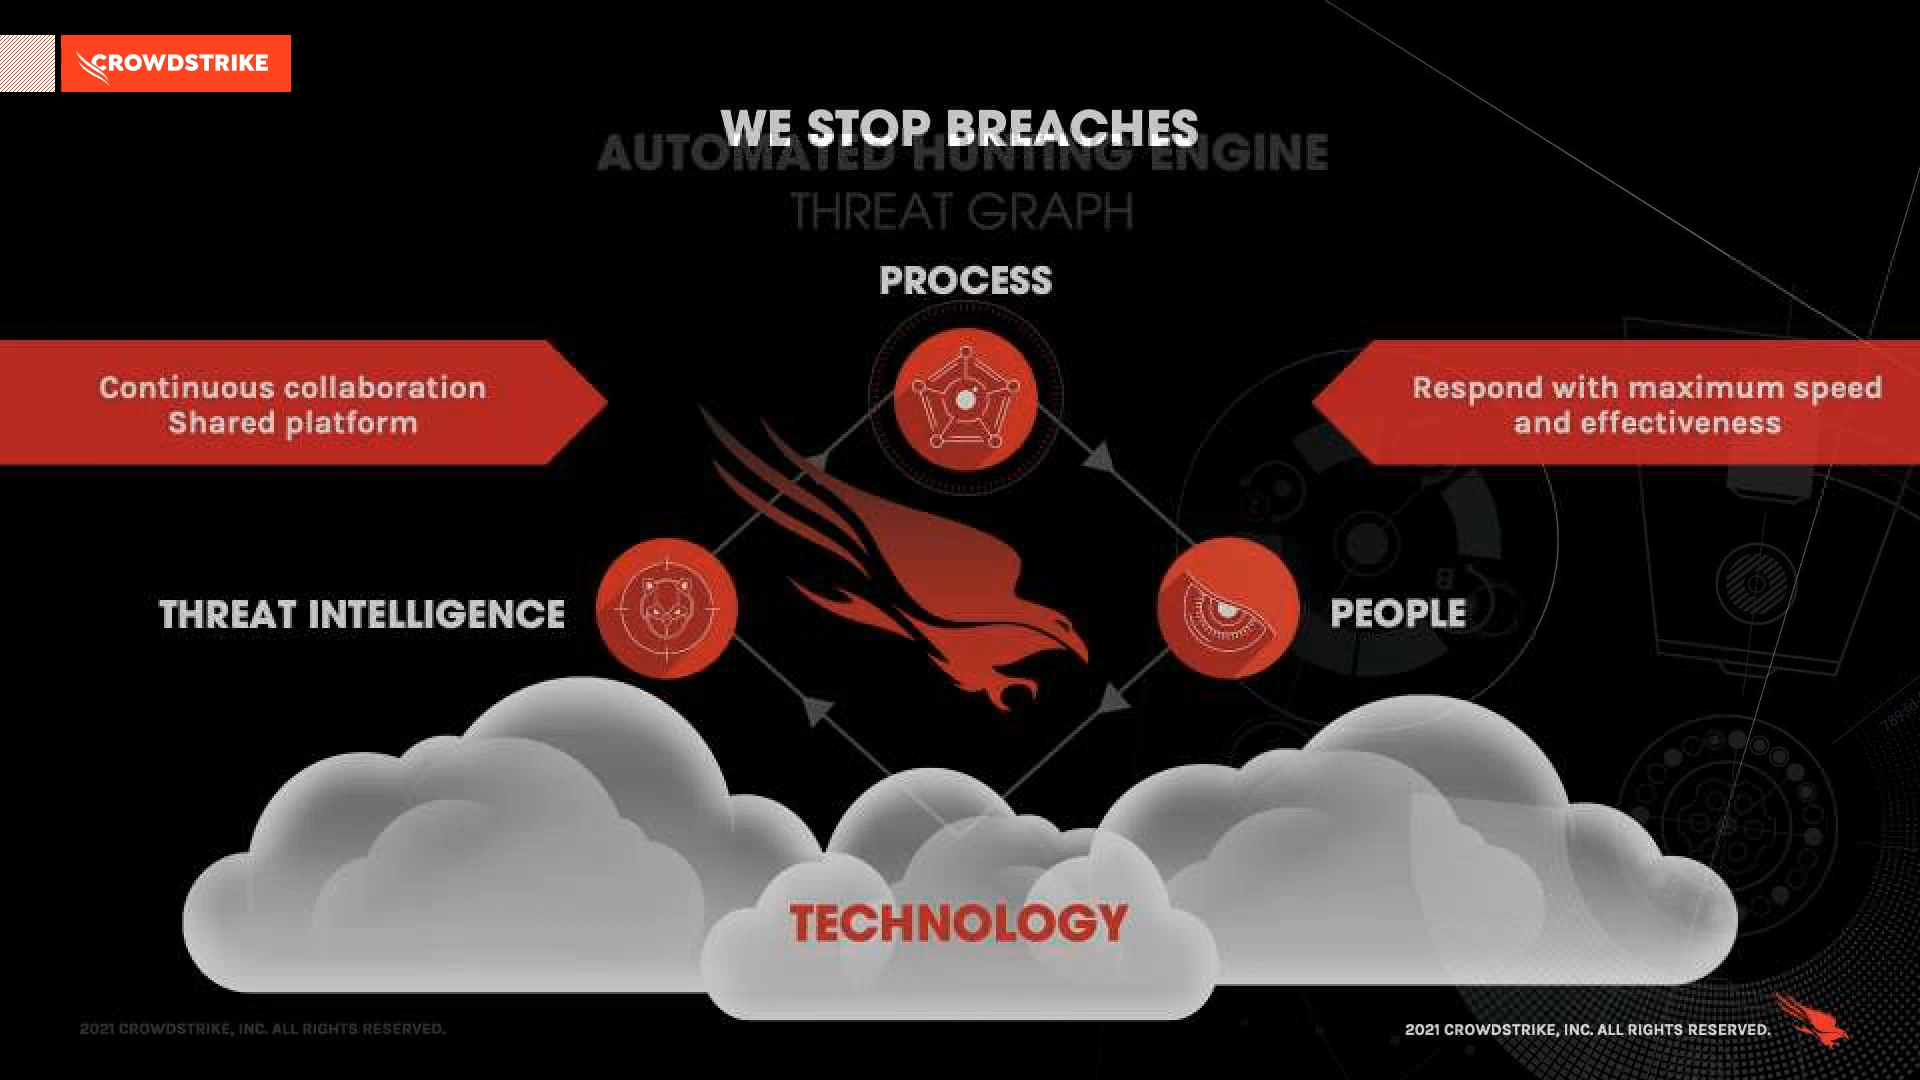 CROWDSTRIKE
WE STOP BREACHES
AUTOMATED HUNTING ENGINE
THREAT GRAPH
PROCESS
Continuous collaboration
Shared platform
Respond with maximum speed
and effectiveness
THREAT INTELLIGENCE
PEOPLE
TECHNOLOGY
2021 CROWDSTRIKE, INC. ALL RIGHTS RESERVED.
2021 CROWDSTRIKE, INC. ALL RIGHTS RESERVED.